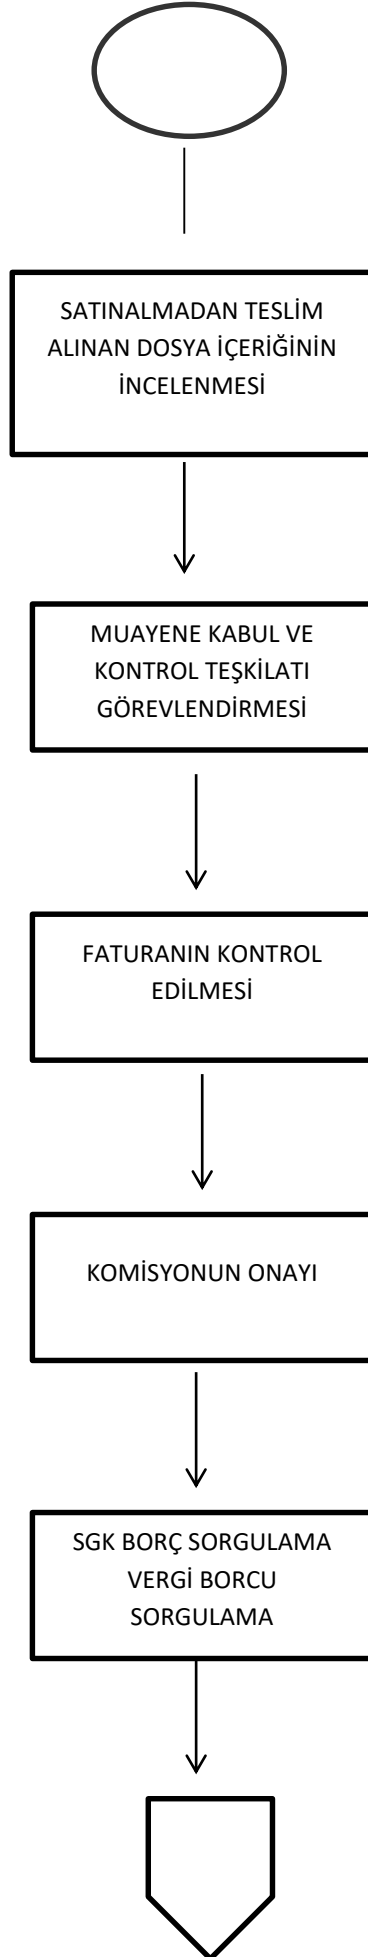 SATINALMADAN TESLİM
ALINAN DOSYA İÇERİĞİNİN
İNCELENMESİ
MUAYENE KABUL VE
KONTROL TEŞKİLATI
GÖREVLENDİRMESİ
FATURANIN KONTROL
EDİLMESİ
KOMİSYONUN ONAYI
SGK BORÇ SORGULAMA
VERGİ BORCU
SORGULAMA